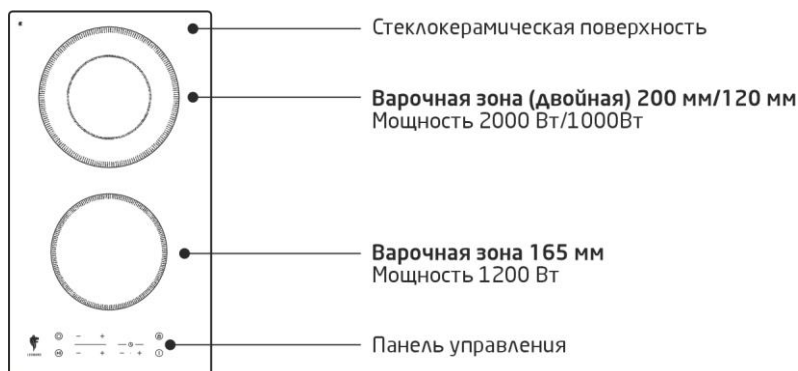 Стеклокерамическая поверхность
Варочная зона (двойная) 200 мм/120 мм
Мощность 2000 Вт/1000Вт
Варочная зона 165 мм
Мощность 1200 Вт
Панель управления